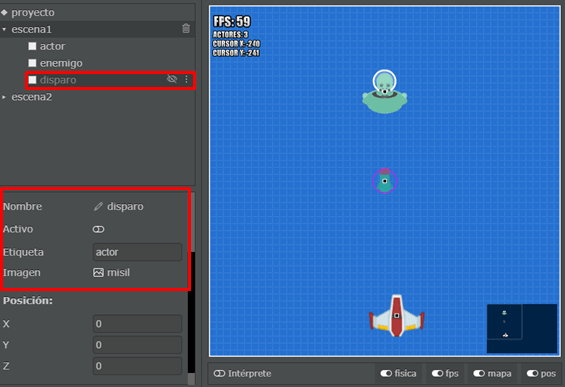 proyecto
escena1
actor
enemigo
disparo
escena2
Nombre disparo
Activo
Etiqueta actor
Imagen misil
Posición:
X 0
Y 0
Z 0
FPS: 59
ACTORES: 3
CURSOR X: -240
CURSOR Y: -241
Intérprete física fps mapa pos